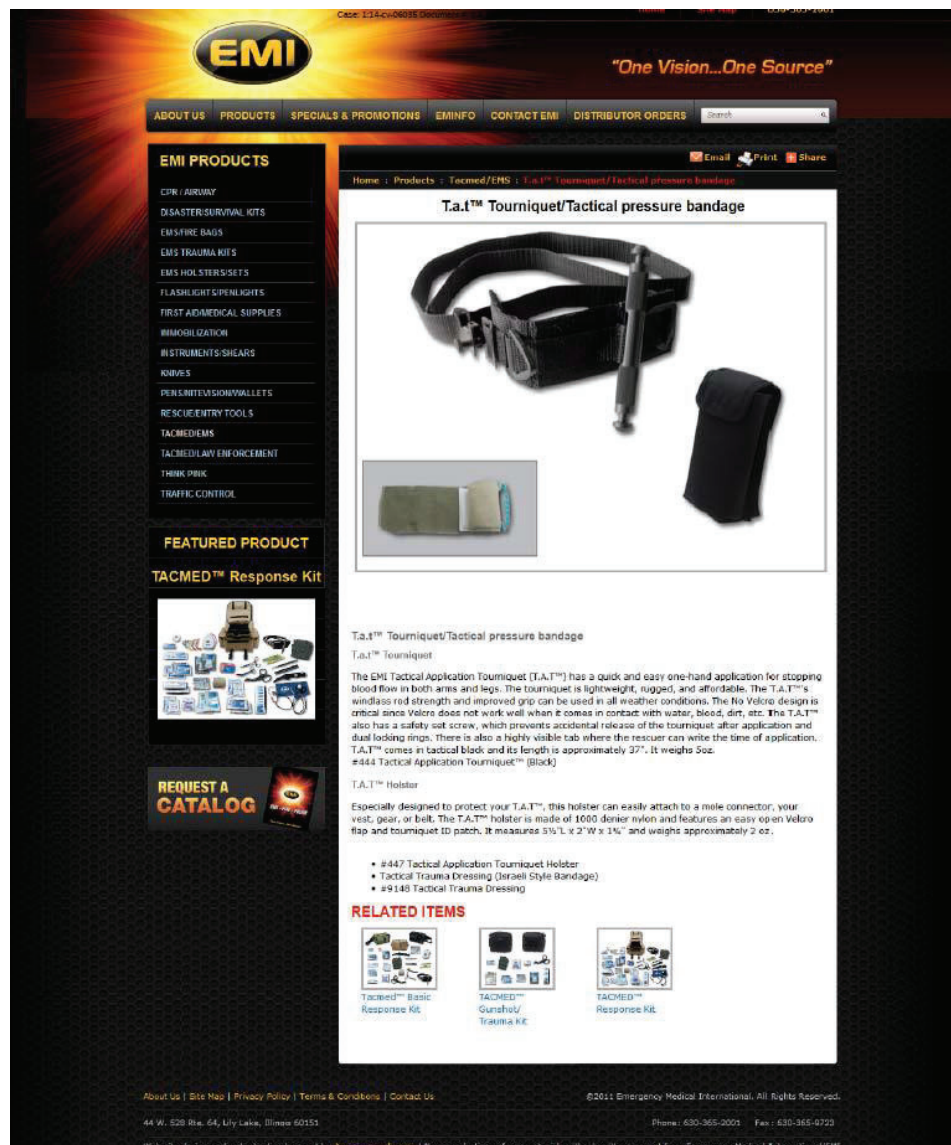 Case: 1:14-cv-06035 Document
Home Site Map 630-365-2001
EMI
"One Vision...One Source"
ABOUT US PRODUCTS SPECIALS & PROMOTIONS EMINFO CONTACT EMI DISTRIBUTOR ORDERS Search
EMI PRODUCTS
CPR / AIRWAY
DISASTER/SURVIVAL KITS
EMS/FIRE BAGS
EMS TRAUMA KITS
EMS HOLSTERS/SETS
FLASHLIGHTS/PENLIGHTS
FIRST AID/MEDICAL SUPPLIES
IMMOBILIZATION
INSTRUMENTS/SHEARS
KNIVES
PENS/NITEVISION/WALLETS
RESCUE/ENTRY TOOLS
TACMED/EMS
TACMED/LAW ENFORCEMENT
THINK PINK
TRAFFIC CONTROL
FEATURED PRODUCT
TACMED™ Response Kit
REQUEST A
CATALOG
Email Print Share
Home : Products : Tacmed/EMS : T.a.t™ Tourniquet/Tactical pressure bandage
T.a.t™ Tourniquet/Tactical pressure bandage
T.a.t™ Tourniquet/Tactical pressure bandage
T.a.t™ Tourniquet
The EMI Tactical Application Tourniquet (T.A.T™) has a quick and easy one-hand application for stopping
blood flow in both arms and legs. The tourniquet is lightweight, rugged, and affordable. The T.A.T™'s
windlass rod strength and improved grip can be used in all weather conditions. The No Velcro design is
critical since Velcro does not work well when it comes in contact with water, blood, dirt, etc. The T.A.T™
also has a safety set screw, which prevents accidental release of the tourniquet after application and
dual locking rings. There is also a highly visible tab where the rescuer can write the time of application.
T.A.T™ comes in tactical black and its length is approximately 37". It weighs 5oz.
#444 Tactical Application Tourniquet™ (Black)
T.A.T™ Holster
Especially designed to protect your T.A.T™, this holster can easily attach to a mole connector, your
vest, gear, or belt. The T.A.T™ holster is made of 1000 denier nylon and features an easy open Velcro
flap and tourniquet ID patch. It measures 5½"L x 2"W x 1¾" and weighs approximately 2 oz.
• #447 Tactical Application Tourniquet Holster
• Tactical Trauma Dressing (Israeli Style Bandage)
• #9148 Tactical Trauma Dressing
RELATED ITEMS
Tacmed™ Basic
Response Kit
TACMED™
Gunshot/
Trauma Kit
TACMED™
Response Kit
About Us | Site Map | Privacy Policy | Terms & Conditions | Contact Us
©2011 Emergency Medical International. All Rights Reserved.
44 W. 528 Rte. 64, Lily Lake, Illinois 60151
Phone: 630-365-2001 Fax: 630-365-9723